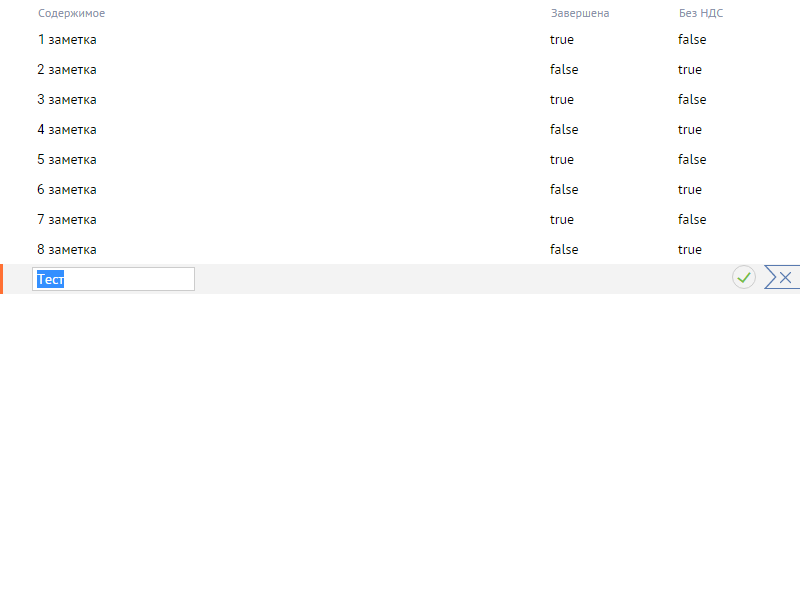 Содержимое Завершена Без НДС
1 заметка true false
2 заметка false true
3 заметка true false
4 заметка false true
5 заметка true false
6 заметка false true
7 заметка true false
8 заметка false true
Тест